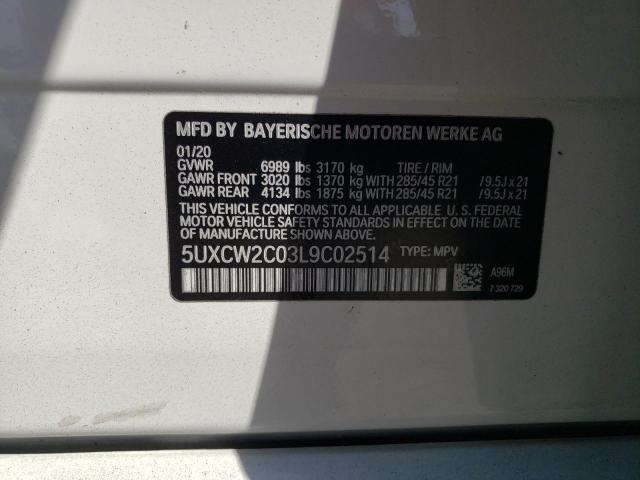 MFD BY BAYERISCHE MOTOREN WERKE AG
01/20
GVWR 6989 lbs 3170 kg TIRE / RIM
GAWR FRONT 3020 lbs 1370 kg WITH 285/45 R21 /9.5J x 21
GAWR REAR 4134 lbs 1875 kg WITH 285/45 R21 /9.5J x 21
THIS VEHICLE CONFORMS TO ALL APPLICABLE U.S. FEDERAL
MOTOR VEHICLE SAFETY STANDARDS IN EFFECT ON THE DATE
OF MANUFACTURE SHOWN ABOVE.
5UXCW2C03L9C02514 TYPE: MPV
A96M
7 320 729